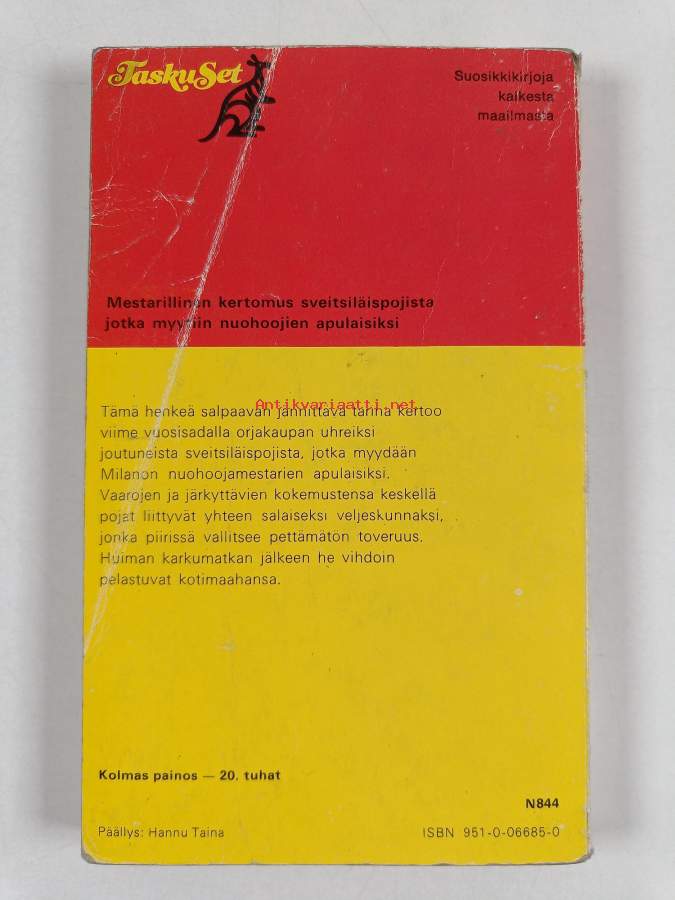 TaskuSet
Suosikkikirjoja
kaikesta
maailmasta
Mestarillinen kertomus sveitsiläispojista
jotka myytiin nuohoojien apulaisiksi
Antikvariaatti.net
Tämä henkeä salpaavan jännittävä tarina kertoo
viime vuosisadalla orjakaupan uhreiksi
joutuneista sveitsiläispojista, jotka myydään
Milanon nuohoojamestarien apulaisiksi.
Vaarojen ja järkyttävien kokemustensa keskellä
pojat liittyvät yhteen salaiseksi veljeskunnaksi,
jonka piirissä vallitsee pettämätön toveruus.
Huiman karkumatkan jälkeen he vihdoin
pelastuvat kotimaahansa.
Kolmas painos — 20. tuhat
N844
Päällys: Hannu Taina
ISBN 951-0-06685-0